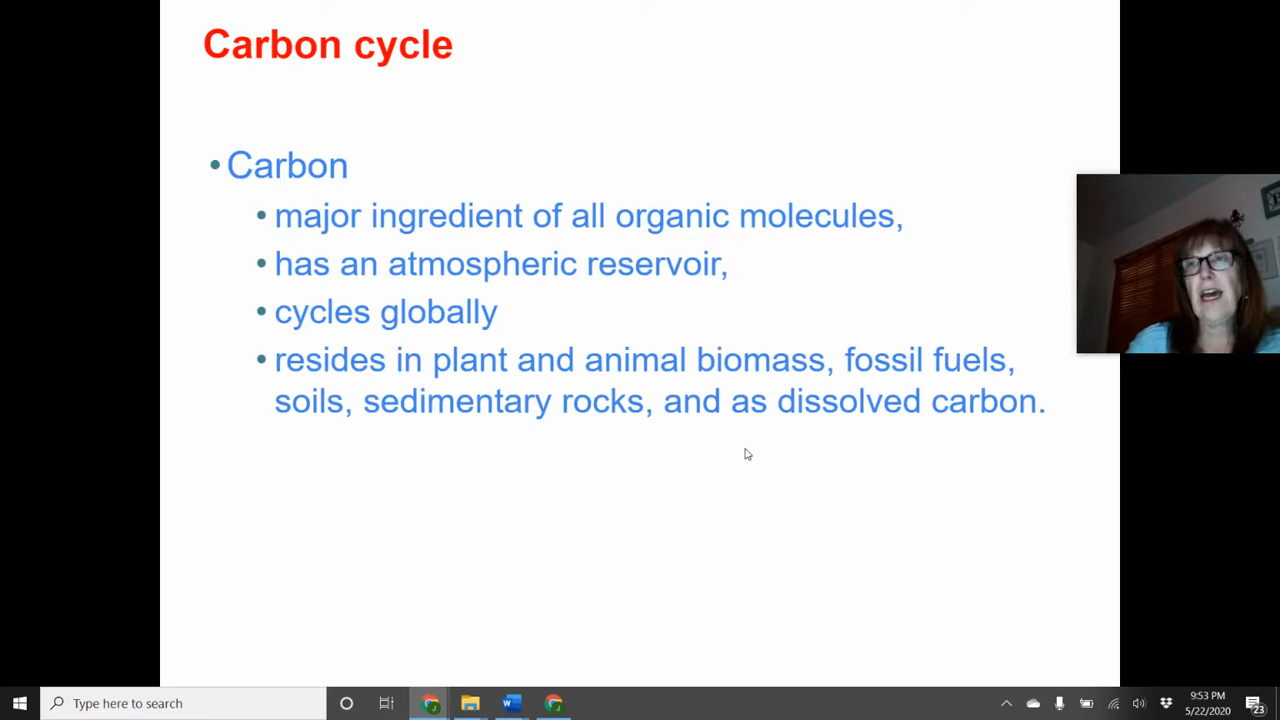 Carbon cycle
• Carbon
• major ingredient of all organic molecules,
• has an atmospheric reservoir,
• cycles globally
• resides in plant and animal biomass, fossil fuels,
soils, sedimentary rocks, and as dissolved carbon.
Type here to search
9:53 PM
5/22/2020
23